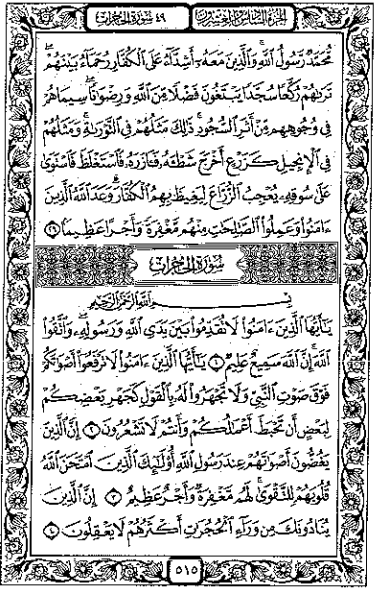 الجزء السادس والعشرون ٤٩ سورة الحجرات
مُّحَمَّدٌ رَّسُولُ ٱللَّهِ وَٱلَّذِينَ مَعَهُۥٓ أَشِدَّآءُ عَلَى ٱلْكُفَّارِ رُحَمَآءُ بَيْنَهُمْ
تَرَىٰهُمْ رُكَّعًا سُجَّدًا يَبْتَغُونَ فَضْلًا مِّنَ ٱللَّهِ وَرِضْوَٰنًا سِيمَاهُمْ
فِى وُجُوهِهِم مِّنْ أَثَرِ ٱلسُّجُودِ ذَٰلِكَ مَثَلُهُمْ فِى ٱلتَّوْرَىٰةِ وَمَثَلُهُمْ
فِى ٱلْإِنجِيلِ كَزَرْعٍ أَخْرَجَ شَطْـَٔهُۥ فَـَٔازَرَهُۥ فَٱسْتَغْلَظَ فَٱسْتَوَىٰ
عَلَىٰ سُوقِهِۦ يُعْجِبُ ٱلزُّرَّاعَ لِيَغِيظَ بِهِمُ ٱلْكُفَّارَ وَعَدَ ٱللَّهُ ٱلَّذِينَ
ءَامَنُوا۟ وَعَمِلُوا۟ ٱلصَّٰلِحَٰتِ مِنْهُم مَّغْفِرَةً وَأَجْرًا عَظِيمًۢا ٢٩
سورة الحجرات
بسم الله الرحمن الرحيم
يَٰٓأَيُّهَا ٱلَّذِينَ ءَامَنُوا۟ لَا تُقَدِّمُوا۟ بَيْنَ يَدَىِ ٱللَّهِ وَرَسُولِهِۦ وَٱتَّقُوا۟
ٱللَّهَ إِنَّ ٱللَّهَ سَمِيعٌ عَلِيمٌ ١ يَٰٓأَيُّهَا ٱلَّذِينَ ءَامَنُوا۟ لَا تَرْفَعُوٓا۟ أَصْوَٰتَكُمْ
فَوْقَ صَوْتِ ٱلنَّبِىِّ وَلَا تَجْهَرُوا۟ لَهُۥ بِٱلْقَوْلِ كَجَهْرِ بَعْضِكُمْ
لِبَعْضٍ أَن تَحْبَطَ أَعْمَٰلُكُمْ وَأَنتُمْ لَا تَشْعُرُونَ ٢ إِنَّ ٱلَّذِينَ
يَغُضُّونَ أَصْوَٰتَهُمْ عِندَ رَسُولِ ٱللَّهِ أُو۟لَٰٓئِكَ ٱلَّذِينَ ٱمْتَحَنَ ٱللَّهُ
قُلُوبَهُمْ لِلتَّقْوَىٰ لَهُم مَّغْفِرَةٌ وَأَجْرٌ عَظِيمٌ ٣ إِنَّ ٱلَّذِينَ
يُنَادُونَكَ مِن وَرَآءِ ٱلْحُجُرَٰتِ أَكْثَرُهُمْ لَا يَعْقِلُونَ ٤
٥١٥